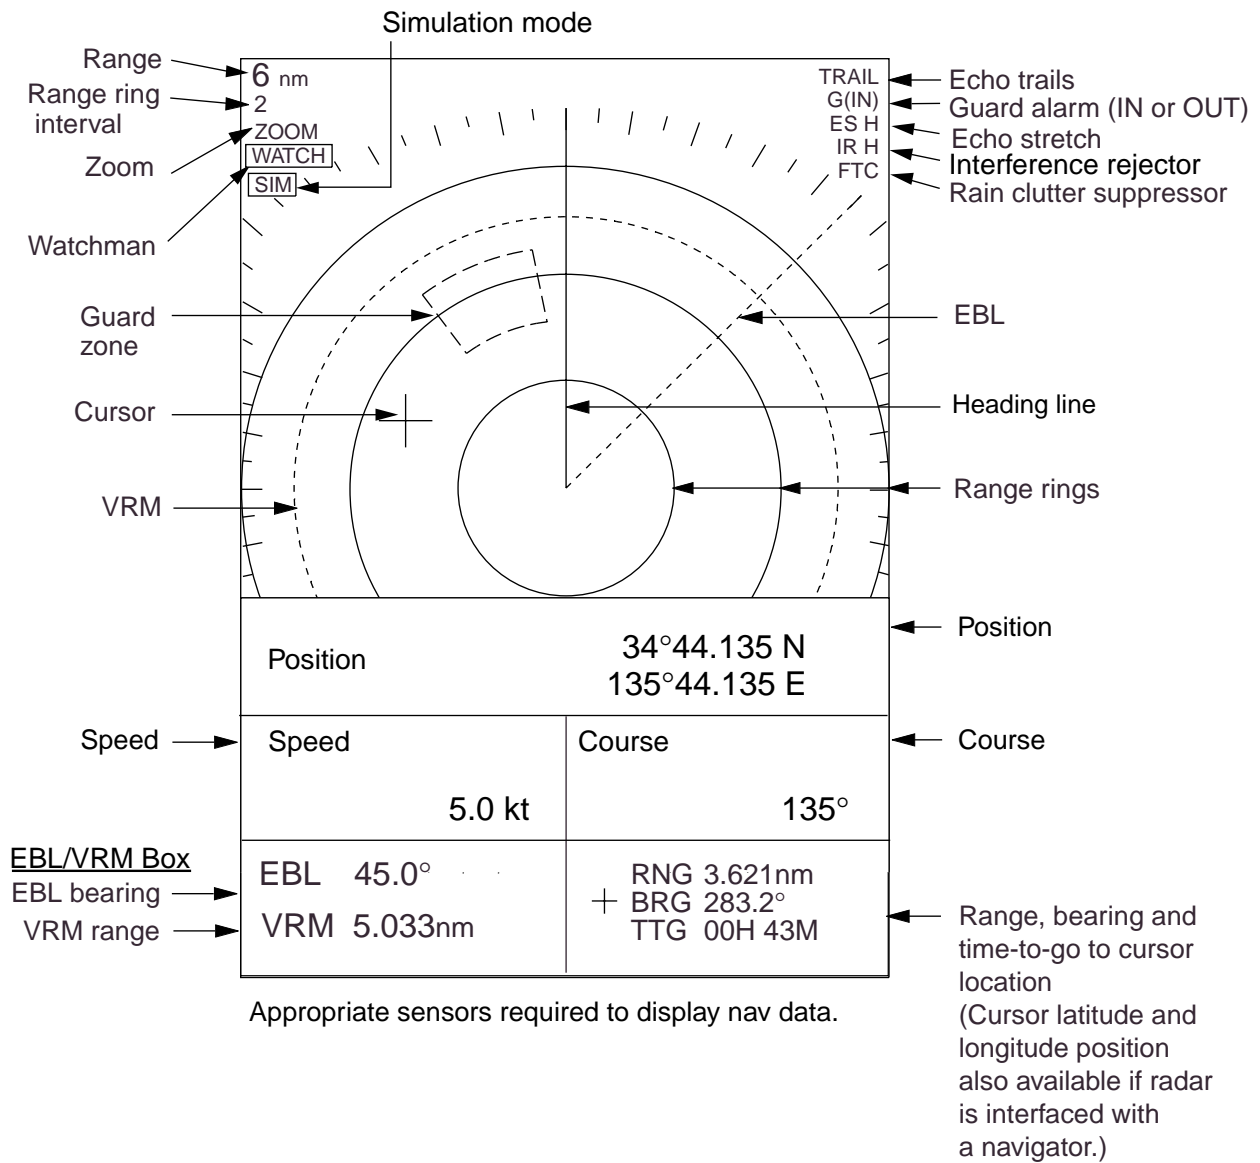 Simulation mode
Range
Range ring
interval
Zoom
Watchman
Guard
zone
Cursor
VRM
6 nm
2
ZOOM
WATCH
SIM
TRAIL
G(IN)
ES H
IR H
FTC
Echo trails
Guard alarm (IN or OUT)
Echo stretch
Interference rejector
Rain clutter suppressor
EBL
Heading line
Range rings
Position
34°44.135 N
135°44.135 E
Position
Speed
Speed
5.0 kt
Course
135°
Course
EBL/VRM Box
EBL bearing
VRM range
EBL 45.0°
VRM 5.033nm
RNG 3.621nm
BRG 283.2°
TTG 00H 43M
Range, bearing and
time-to-go to cursor
location
(Cursor latitude and
longitude position
also available if radar
is interfaced with
a navigator.)
Appropriate sensors required to display nav data.